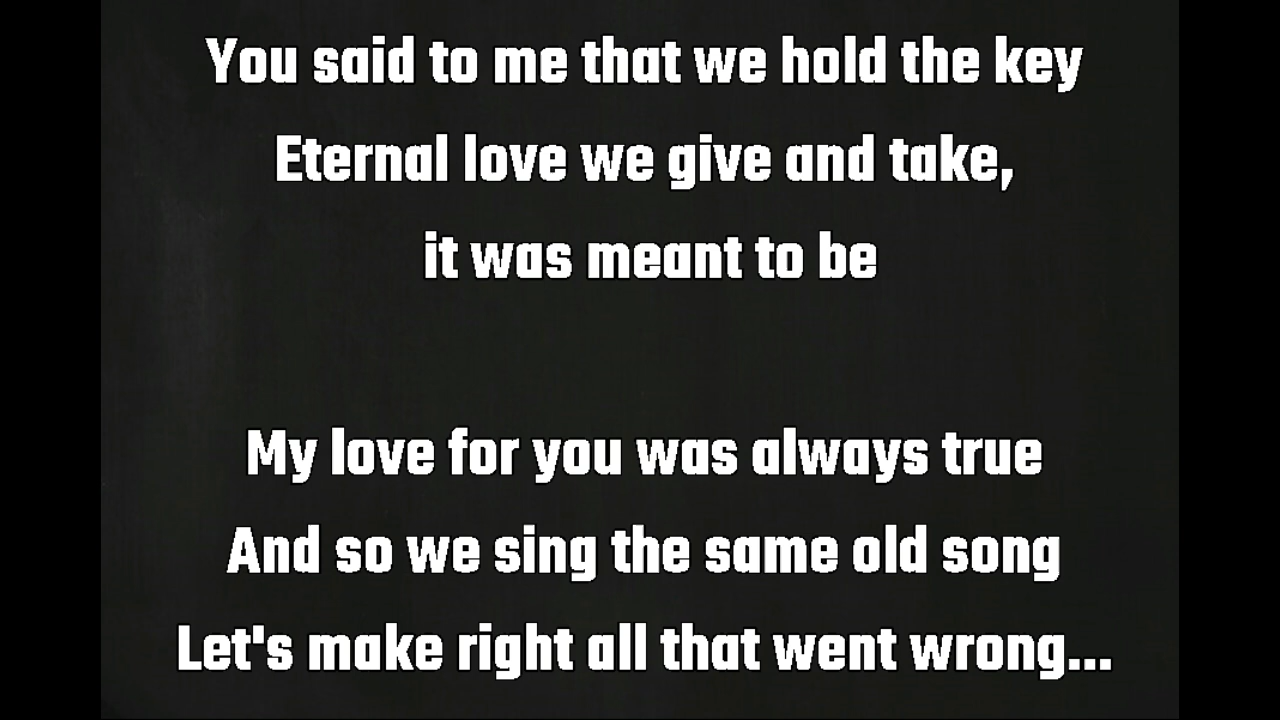 You said to me that we hold the key
Eternal love we give and take,
it was meant to be
My love for you was always true
And so we sing the same old song
Let's make right all that went wrong...